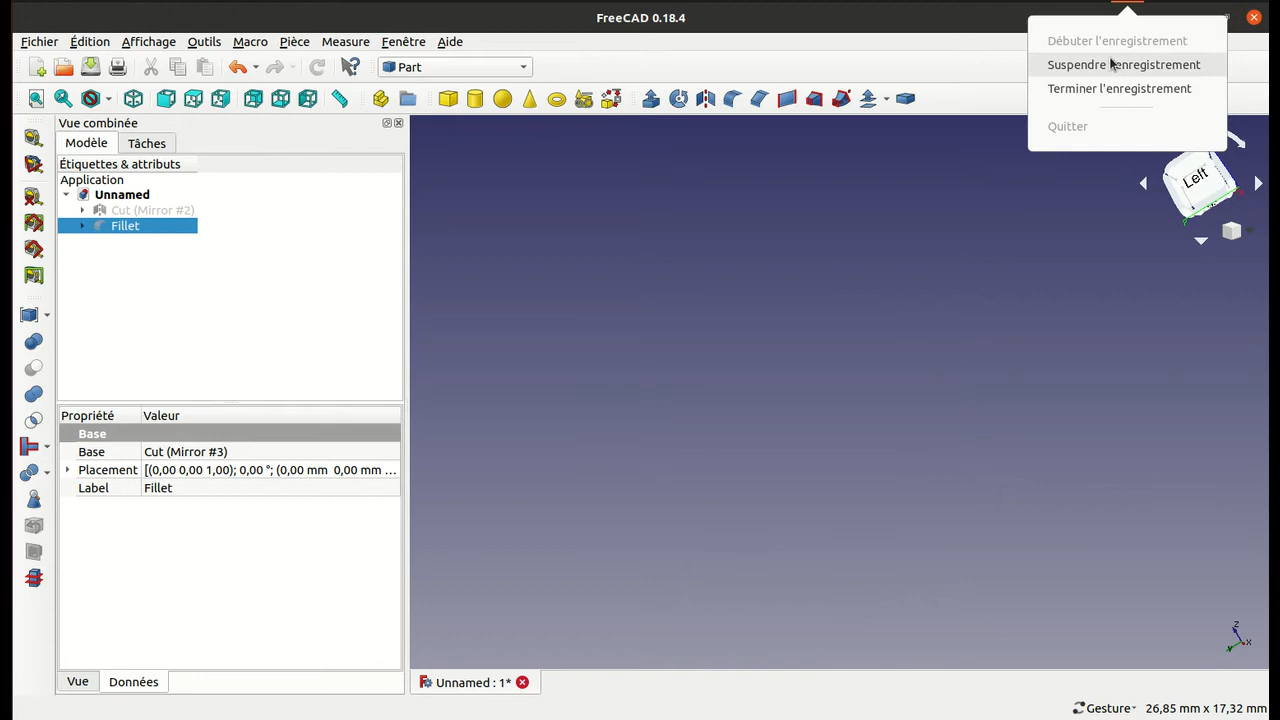 FreeCAD 0.18.4
Fichier Édition Affichage Outils Macro Pièce Mesure Fenêtre Aide
Débuter l'enregistrement
Suspendre l'enregistrement
Terminer l'enregistrement
Quitter
Part
Vue combinée
Modèle Tâches
Étiquettes & attributs
Application
Unnamed
Cut (Mirror #2)
Fillet
Left
Propriété Valeur
Base
Base Cut (Mirror #3)
Placement [(0,00 0,00 1,00); 0,00 °; (0,00 mm 0,00 mm ...
Label Fillet
Z
Y X
Vue Données
Unnamed : 1*
Gesture 26,85 mm x 17,32 mm